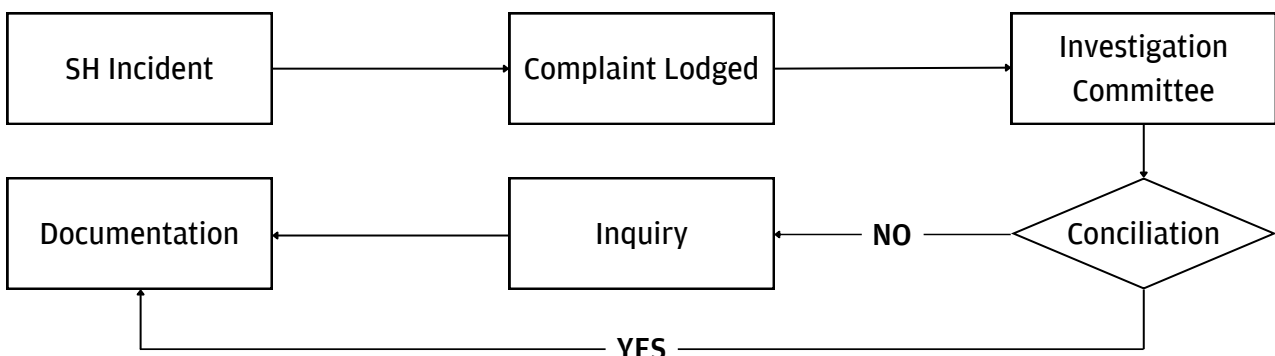 SH Incident
Complaint Lodged
Investigation
Committee
Documentation
Inquiry
NO
Conciliation
YES